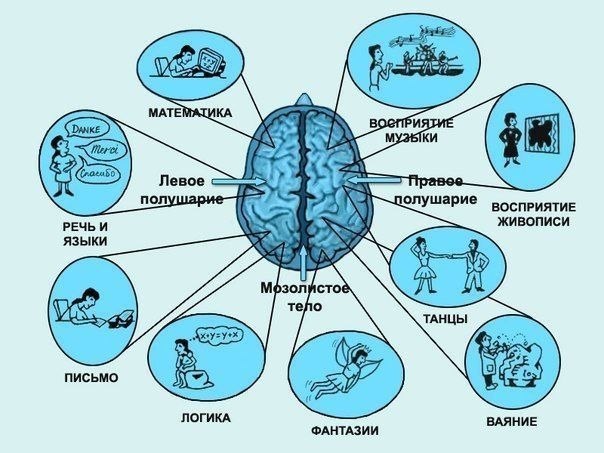 МАТЕМАТИКА
ВОСПРИЯТИЕ
МУЗЫКИ
DANKE
Merci
Спасибо
Левое
полушарие
Правое
полушарие
ВОСПРИЯТИЕ
ЖИВОПИСИ
РЕЧЬ И
ЯЗЫКИ
Мозолистое
тело
ТАНЦЫ
x+y=y+x
ПИСЬМО
ЛОГИКА
ФАНТАЗИИ
ВАЯНИЕ